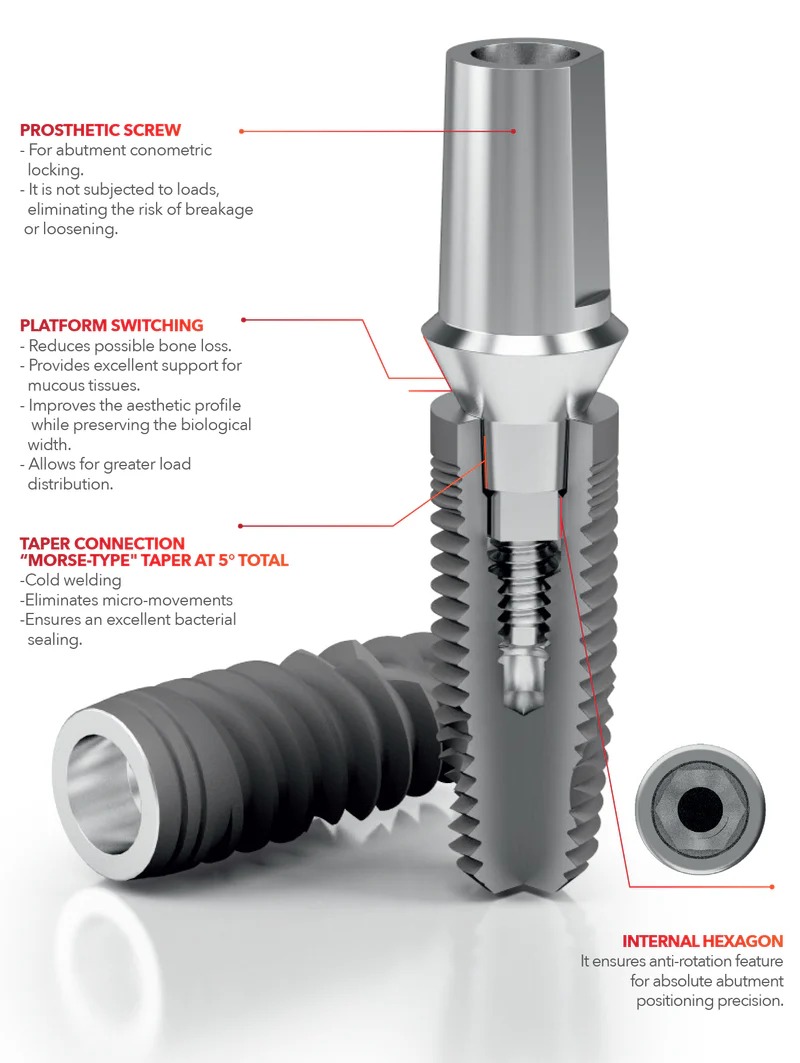 PROSTHETIC SCREW
- For abutment conometric
locking.
- It is not subjected to loads,
eliminating the risk of breakage
or loosening.
PLATFORM SWITCHING
- Reduces possible bone loss.
- Provides excellent support for
mucous tissues.
- Improves the aesthetic profile
while preserving the biological
width.
- Allows for greater load
distribution.
TAPER CONNECTION
“MORSE-TYPE" TAPER AT 5° TOTAL
-Cold welding
-Eliminates micro-movements
-Ensures an excellent bacterial
sealing.
INTERNAL HEXAGON
It ensures anti-rotation feature
for absolute abutment
positioning precision.